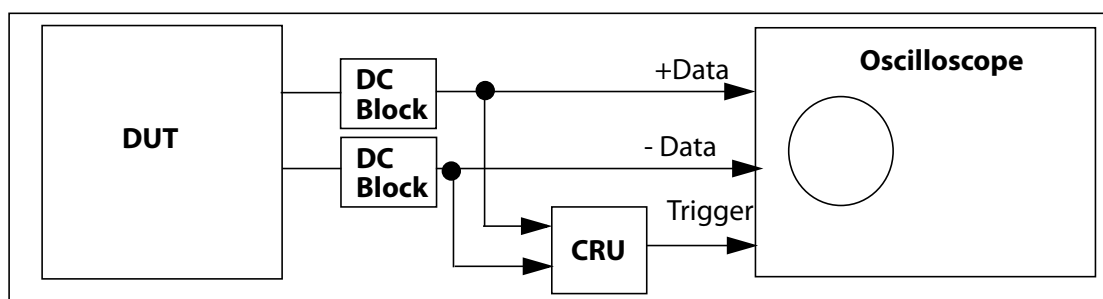 DUT
DC
Block
DC
Block
+Data
- Data
Trigger
CRU
Oscilloscope